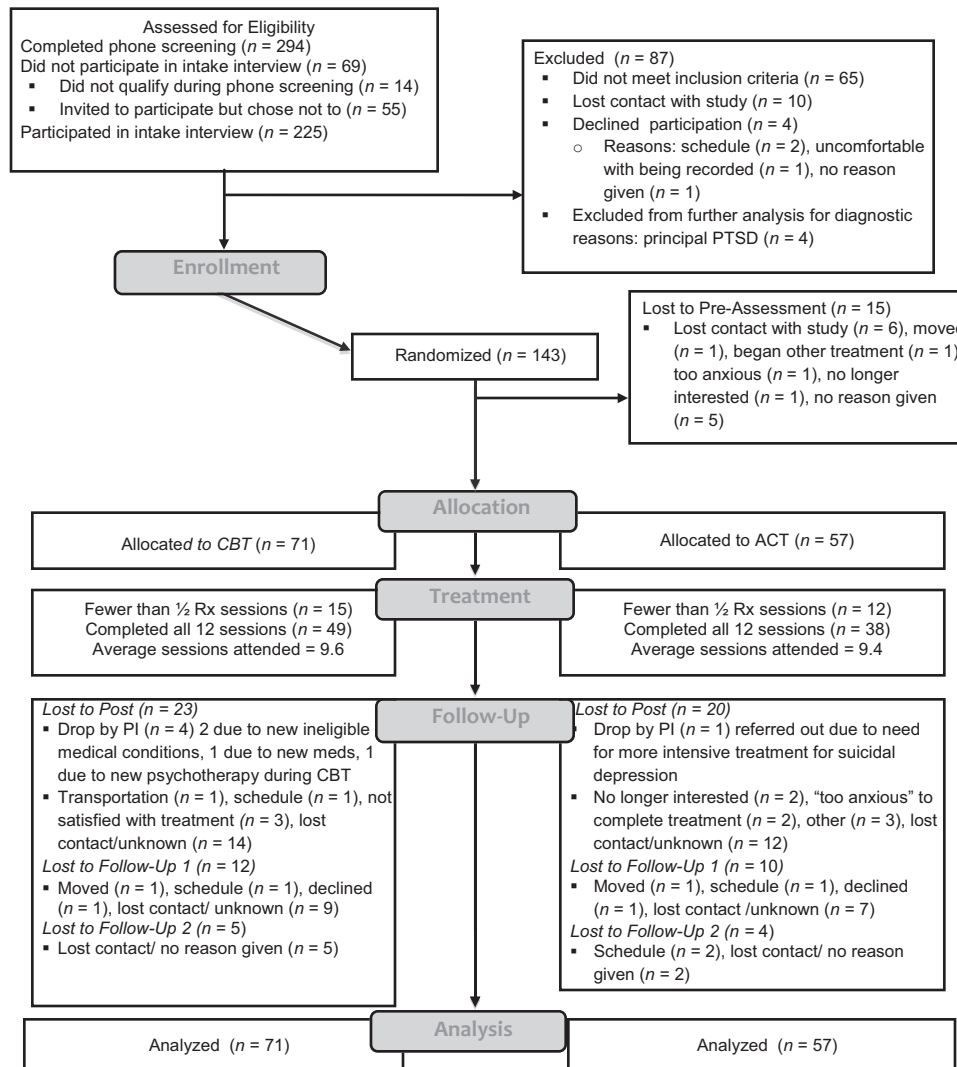 Assessed for Eligibility
Completed phone screening (n = 294)
Did not participate in intake interview (n = 69)
▪ Did not qualify during phone screening (n = 14)
▪ Invited to participate but chose not to (n = 55)
Participated in intake interview (n = 225)
Excluded (n = 87)
▪ Did not meet inclusion criteria (n = 65)
▪ Lost contact with study (n = 10)
▪ Declined participation (n = 4)
○ Reasons: schedule (n = 2), uncomfortable
with being recorded (n = 1), no reason
given (n = 1)
▪ Excluded from further analysis for diagnostic
reasons: principal PTSD (n = 4)
Enrollment
Lost to Pre-Assessment (n = 15)
▪ Lost contact with study (n = 6), moved
(n = 1), began other treatment (n = 1)
too anxious (n = 1), no longer
interested (n = 1), no reason given
(n = 5)
Randomized (n = 143)
Allocation
Allocated to CBT (n = 71)
Allocated to ACT (n = 57)
Treatment
Fewer than ½ Rx sessions (n = 15)
Completed all 12 sessions (n = 49)
Average sessions attended = 9.6
Fewer than ½ Rx sessions (n = 12)
Completed all 12 sessions (n = 38)
Average sessions attended = 9.4
Follow-Up
Lost to Post (n = 23)
▪ Drop by PI (n = 4) 2 due to new ineligible
medical conditions, 1 due to new meds, 1
due to new psychotherapy during CBT
▪ Transportation (n = 1), schedule (n = 1), not
satisfied with treatment (n = 3), lost
contact/unknown (n = 14)
Lost to Follow-Up 1 (n = 12)
▪ Moved (n = 1), schedule (n = 1), declined
(n = 1), lost contact/ unknown (n = 9)
Lost to Follow-Up 2 (n = 5)
▪ Lost contact/ no reason given (n = 5)
Lost to Post (n = 20)
▪ Drop by PI (n = 1) referred out due to need
for more intensive treatment for suicidal
depression
▪ No longer interested (n = 2), “too anxious” to
complete treatment (n = 2), other (n = 3), lost
contact/unknown (n = 12)
Lost to Follow-Up 1 (n = 10)
▪ Moved (n = 1), schedule (n = 1), declined
(n = 1), lost contact /unknown (n = 7)
Lost to Follow-Up 2 (n = 4)
▪ Schedule (n = 2), lost contact/ no reason
given (n = 2)
Analysis
Analyzed (n = 71)
Analyzed (n = 57)